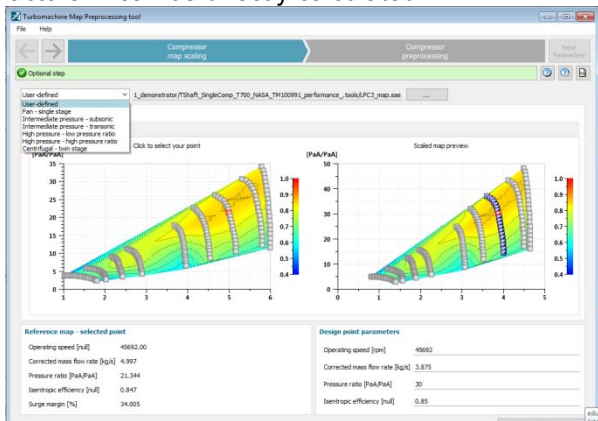 Turbomachine Map Preprocessing tool
File Help
Compressor map scaling
Compressor preprocessing
Send Parameters
Optional step
User-defined
1_demonstrator/TShaft_SingleComp_T700_NASA_TM100991_performance_..tools/LFC3_map.sae
...
User-defined
Fan - single stage
Intermediate pressure - subsonic
Intermediate pressure - transonic
High pressure - low pressure ratio
High pressure - high pressure ratio
Centrifugal - twin stage
Click to select your point
Scaled map preview
[PaA/PaA]
35
30
25
20
15
10
5
0
1 2 3 4 5 6
1.0
0.9
0.8
0.7
0.6
0.5
0.4
[PaA/PaA]
50
40
30
20
10
0
0 1 2 3 4 5
1.0
0.9
0.8
0.7
0.6
0.5
0.4
Reference map - selected point
Operating speed [null] 45692.00
Corrected mass flow rate [kg/s] 4.997
Pressure ratio [PaA/PaA] 21.344
Isentropic efficiency [null] 0.847
Surge margin [%] 34.005
Design point parameters
Operating speed [rpm] 45692
Corrected mass flow rate [kg/s] 3.875
Pressure ratio [PaA/PaA] 30
Isentropic efficiency [null] 0.85